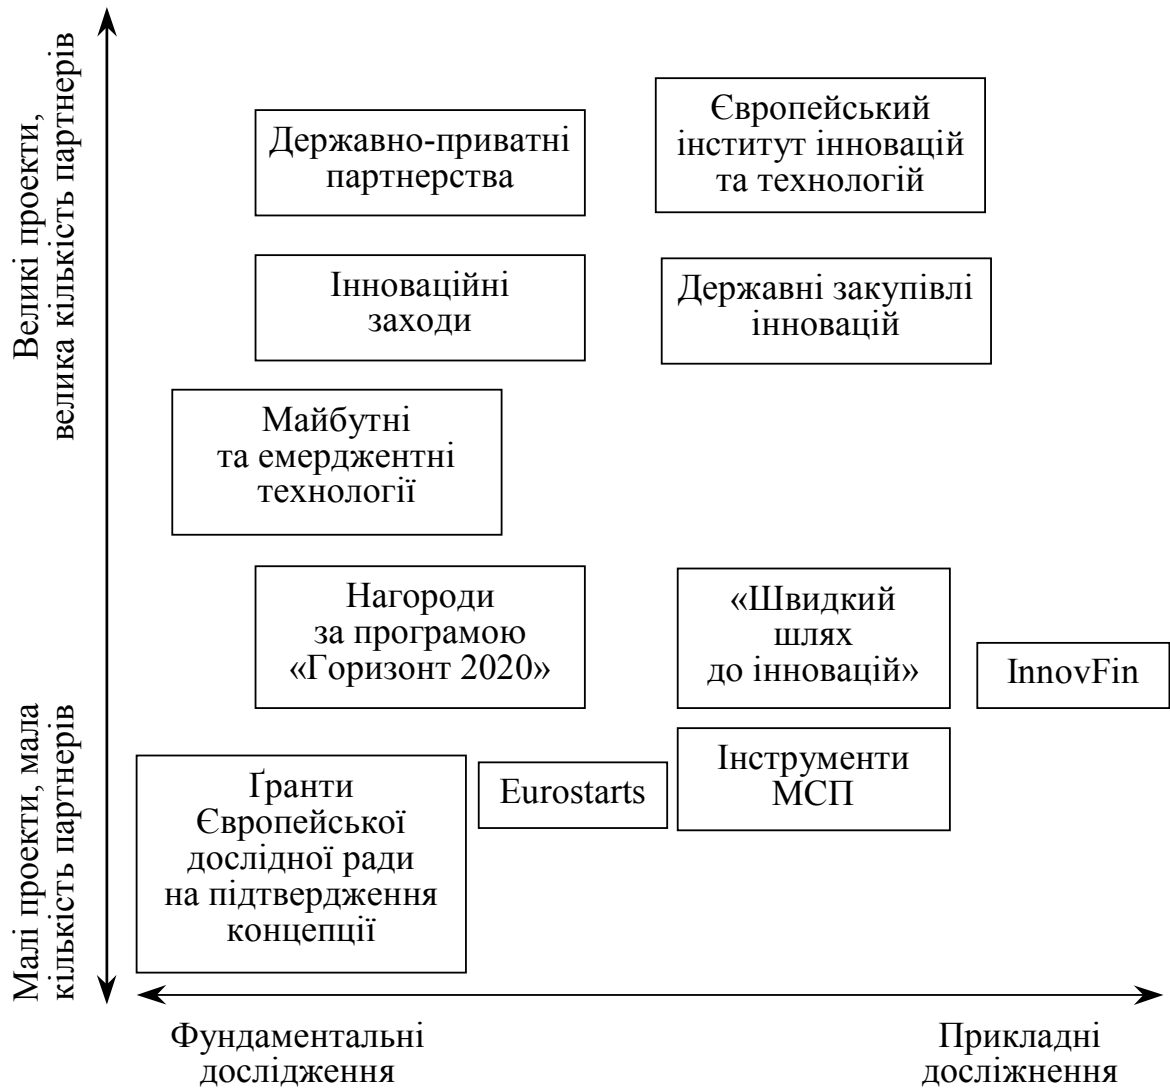 Великі проекти,
велика кількість партнерів
Державно-приватні
партнерства
Європейський
інститут інновацій
та технологій
Інноваційні
заходи
Державні закупівлі
інновацій
Майбутні
та емерджентні
технології
Нагороди
за програмою
«Горизонт 2020»
«Швидкий
шлях
до інновацій»
InnovFin
Малі проекти, мала
кількість партнерів
Ґранти
Європейської
дослідної ради
на підтвердження
концепції
Eurostarts
Інструменти
МСП
Фундаментальні
дослідження
Прикладні
досліжнення